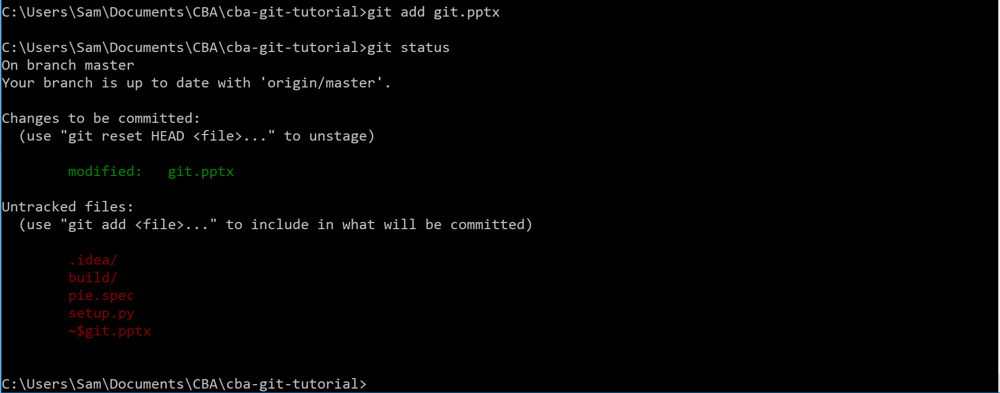 C:\Users\Sam\Documents\CBA\cba-git-tutorial>git add git.pptx
C:\Users\Sam\Documents\CBA\cba-git-tutorial>git status
On branch master
Your branch is up to date with 'origin/master'.
Changes to be committed:
  (use "git reset HEAD <file>..." to unstage)
        modified:   git.pptx
Untracked files:
  (use "git add <file>..." to include in what will be committed)
        .idea/
        build/
        pie.spec
        setup.py
        ~$git.pptx
C:\Users\Sam\Documents\CBA\cba-git-tutorial>